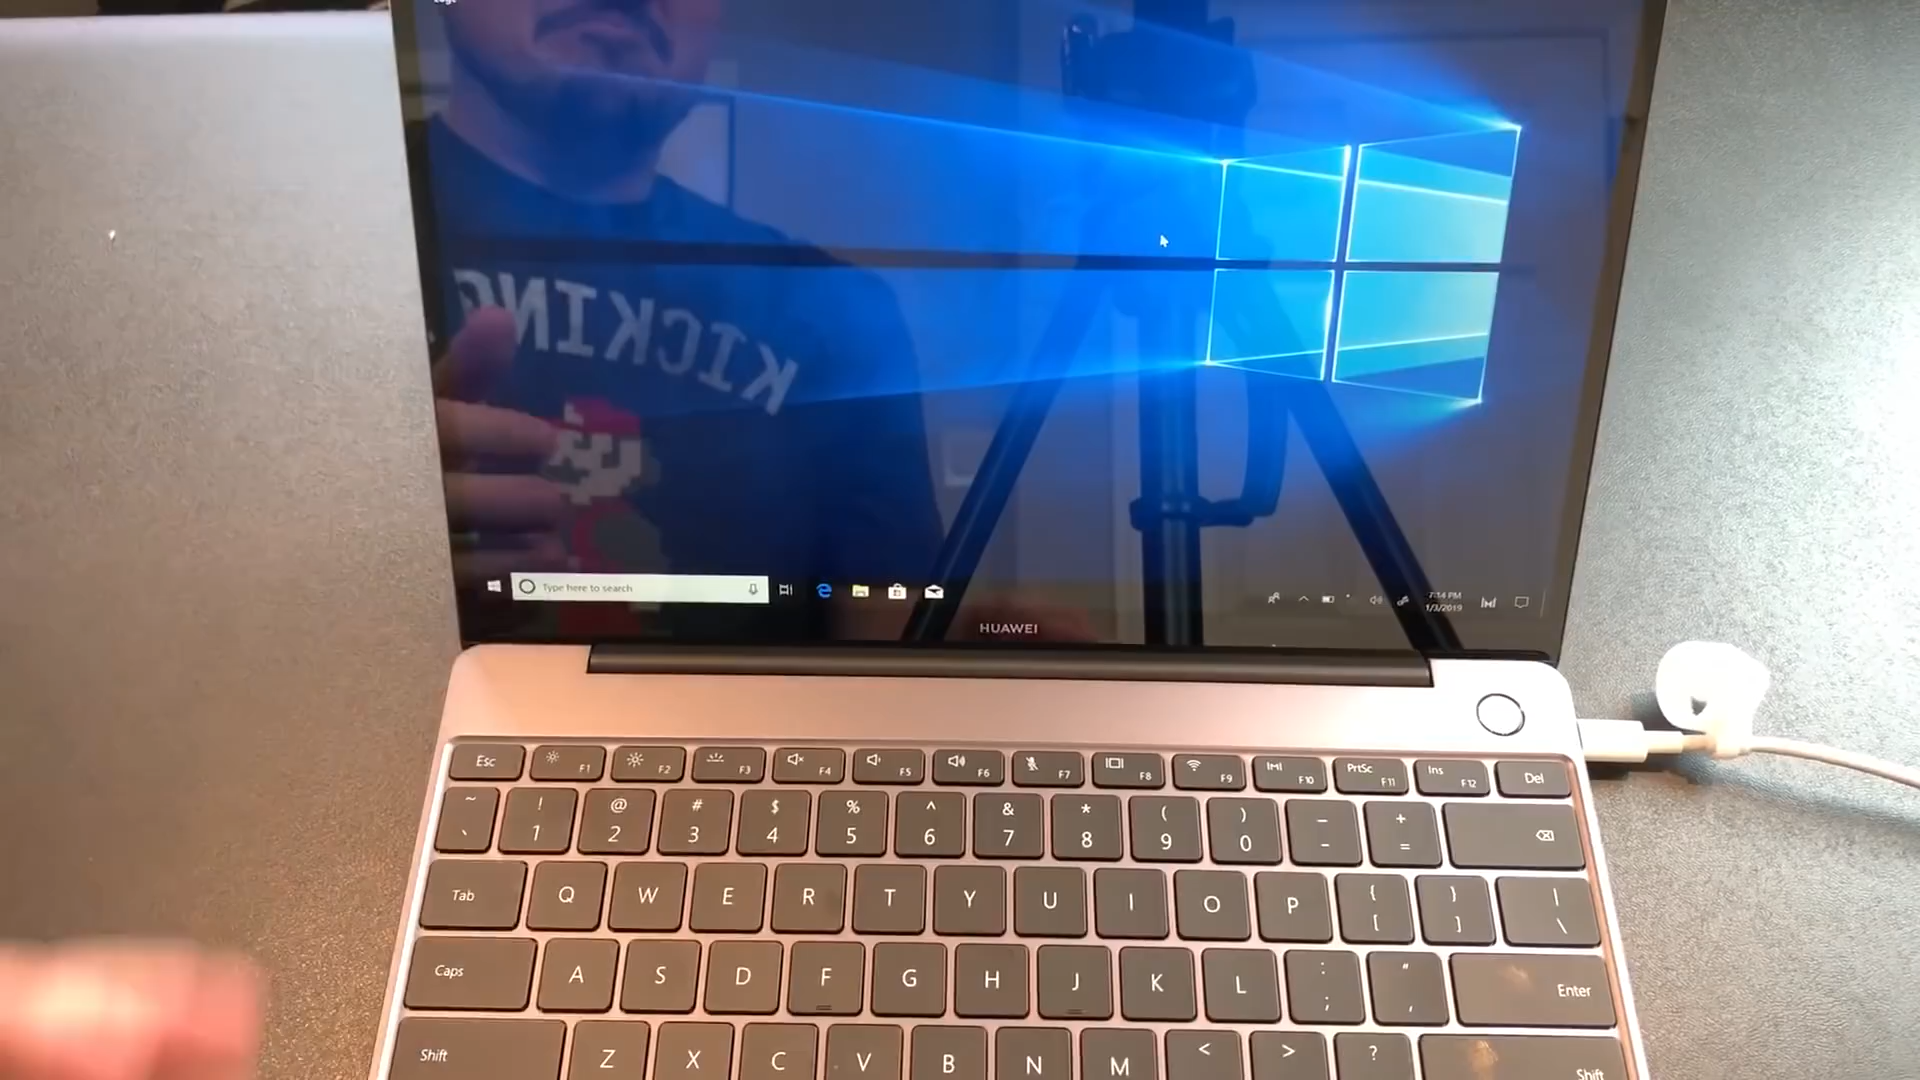 Edge
KICKING
Type here to search
7:14 PM
1/3/2019
HUAWEI
Esc F1 F2 F3 F4 F5 F6 F7 F8 F9 F10 PrtSc F11 Ins F12 Del
~ ! @ # $ % ^ & * ( ) _ +
` 1 2 3 4 5 6 7 8 9 0 - =
Tab Q W E R T Y U I O P { } |
[ ] \
Caps A S D F G H J K L : " Enter
; '
Shift Z X C V B N M < > ? Shift